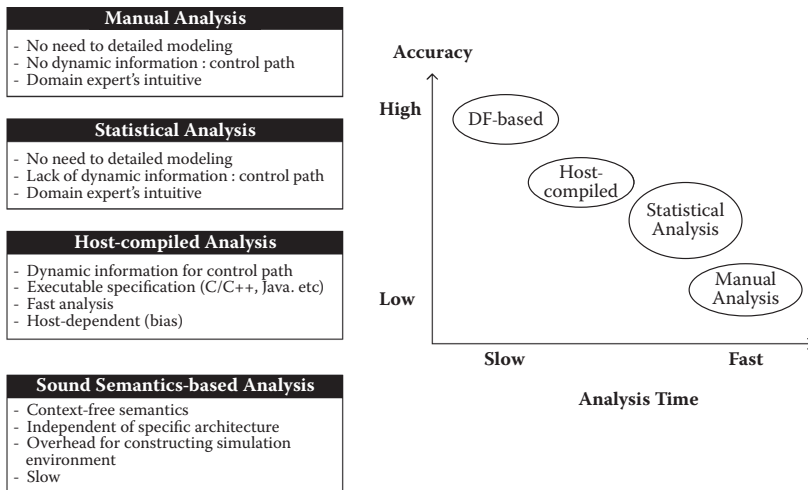 Manual Analysis
- No need to detailed modeling
- No dynamic information : control path
- Domain expert's intuitive
Statistical Analysis
- No need to detailed modeling
- Lack of dynamic information : control path
- Domain expert's intuitive
Host-compiled Analysis
- Dynamic information for control path
- Executable specification (C/C++, Java. etc)
- Fast analysis
- Host-dependent (bias)
Sound Semantics-based Analysis
- Context-free semantics
- Independent of specific architecture
- Overhead for constructing simulation
environment
- Slow
Accuracy
High
DF-based
Host-
compiled
Statistical
Analysis
Manual
Analysis
Low
Slow
Fast
Analysis Time